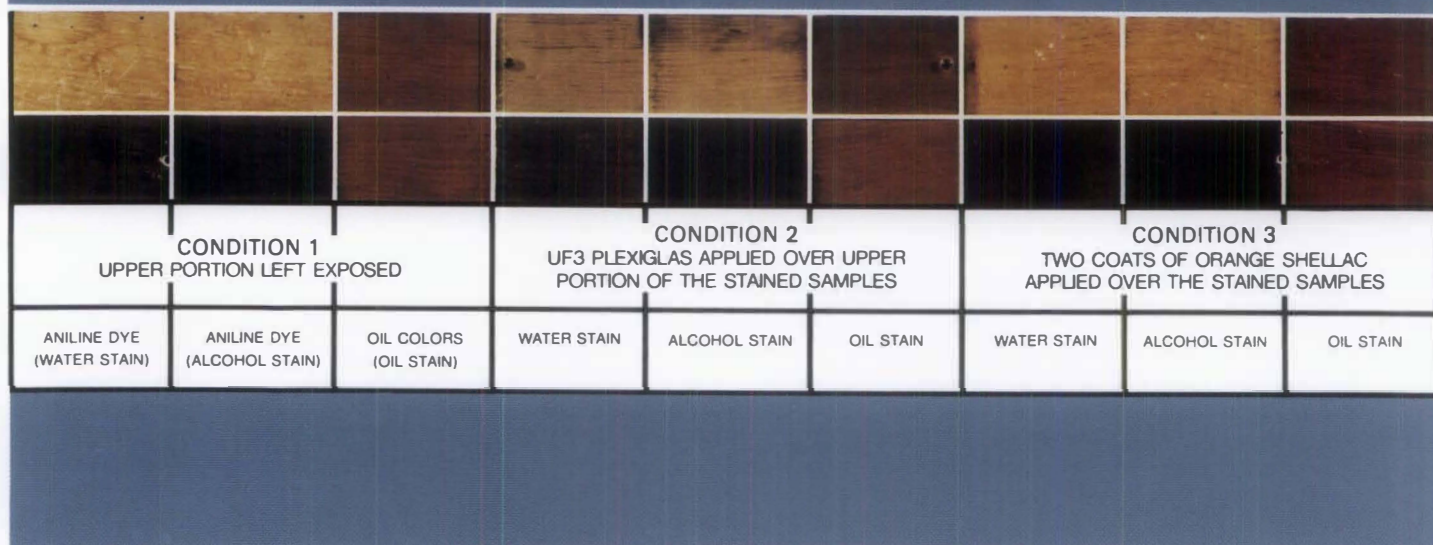 CONDITION 1
UPPER PORTION LEFT EXPOSED
CONDITION 2
UF3 PLEXIGLAS APPLIED OVER UPPER
PORTION OF THE STAINED SAMPLES
CONDITION 3
TWO COATS OF ORANGE SHELLAC
APPLIED OVER THE STAINED SAMPLES
ANILINE DYE
(WATER STAIN)
ANILINE DYE
(ALCOHOL STAIN)
OIL COLORS
(OIL STAIN)
WATER STAIN
ALCOHOL STAIN
OIL STAIN
WATER STAIN
ALCOHOL STAIN
OIL STAIN